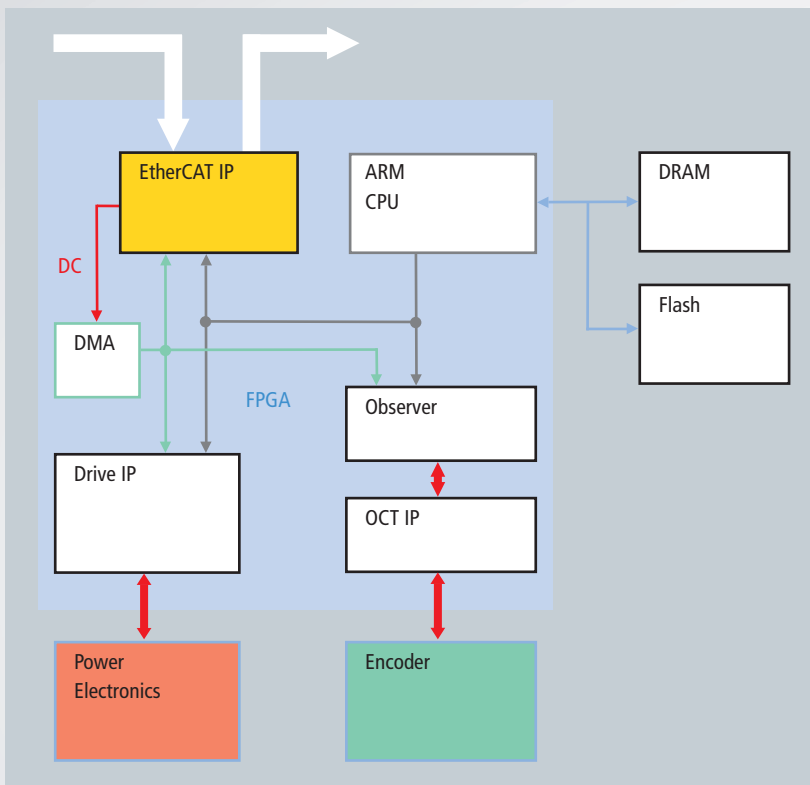 EtherCAT IP
ARM
CPU
DRAM
DC
Flash
DMA
FPGA
Observer
Drive IP
OCT IP
Power
Electronics
Encoder